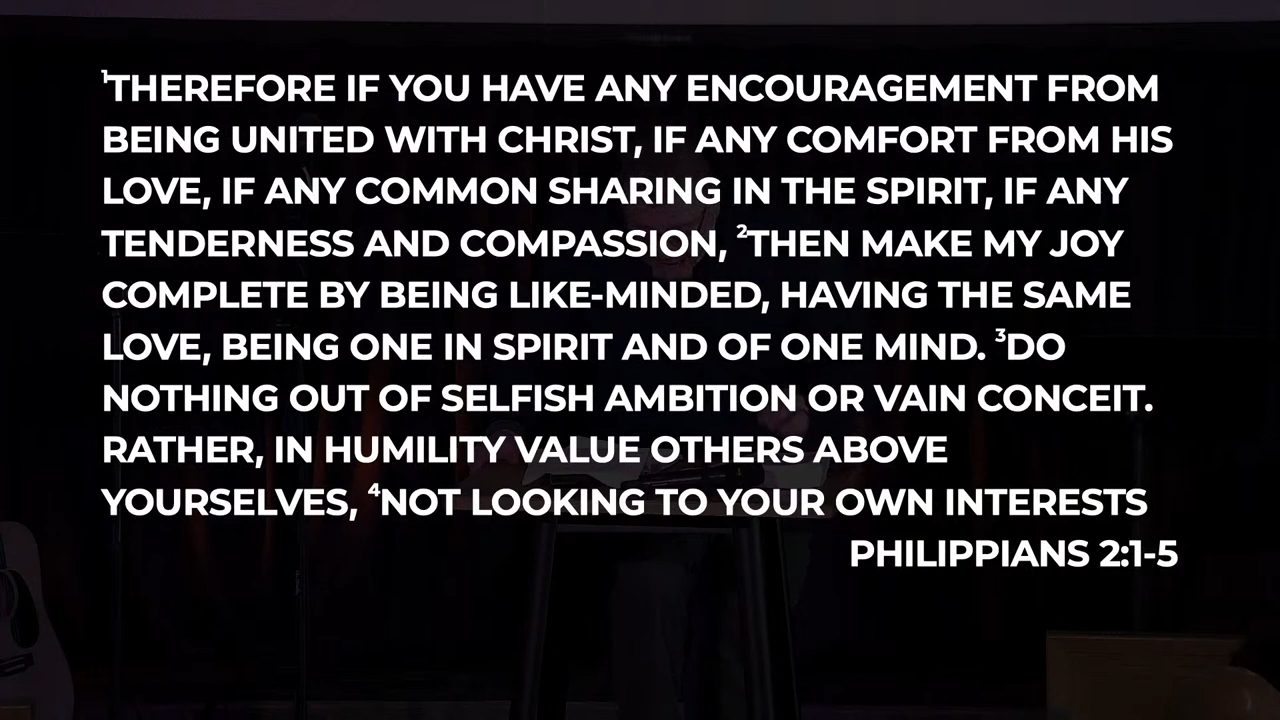 ¹THEREFORE IF YOU HAVE ANY ENCOURAGEMENT FROM
BEING UNITED WITH CHRIST, IF ANY COMFORT FROM HIS
LOVE, IF ANY COMMON SHARING IN THE SPIRIT, IF ANY
TENDERNESS AND COMPASSION, ²THEN MAKE MY JOY
COMPLETE BY BEING LIKE-MINDED, HAVING THE SAME
LOVE, BEING ONE IN SPIRIT AND OF ONE MIND. ³DO
NOTHING OUT OF SELFISH AMBITION OR VAIN CONCEIT.
RATHER, IN HUMILITY VALUE OTHERS ABOVE
YOURSELVES, ⁴NOT LOOKING TO YOUR OWN INTERESTS
PHILIPPIANS 2:1-5